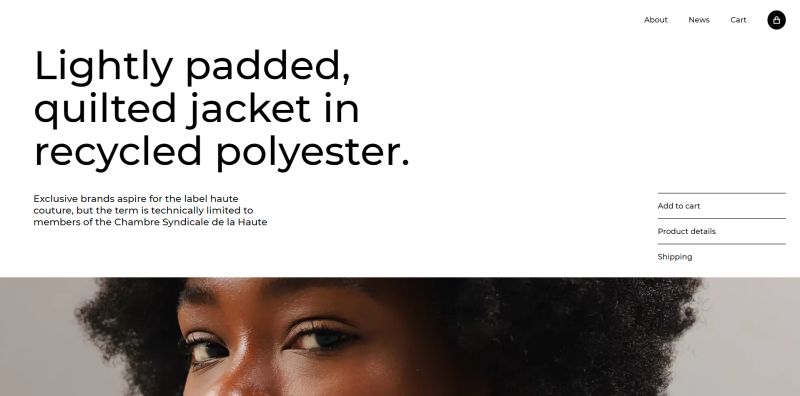 About News Cart
Lightly padded,
quilted jacket in
recycled polyester.
Exclusive brands aspire for the label haute
couture, but the term is technically limited to
members of the Chambre Syndicale de la Haute
Add to cart
Product details
Shipping